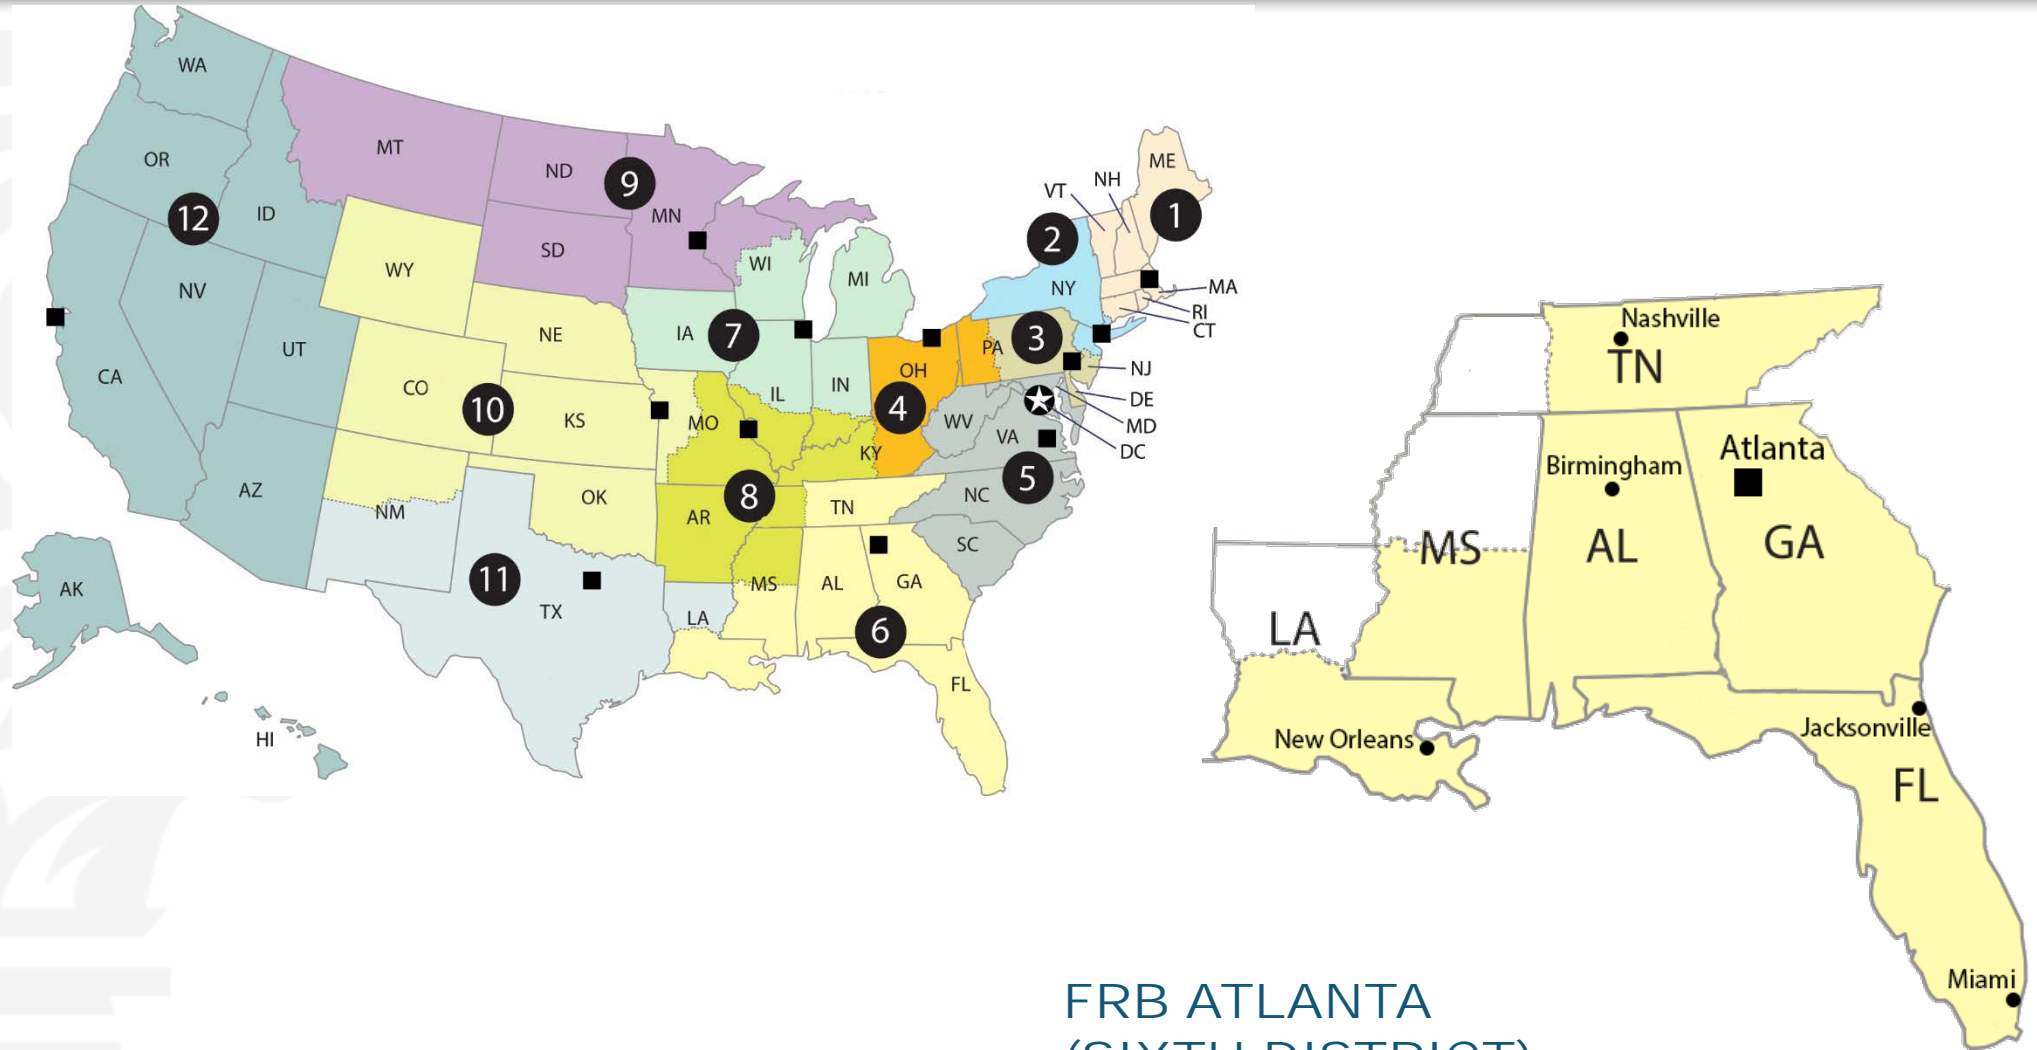 WA
OR
12
ID
MT
ND
9
MN
SD
WY
NV
CA
UT
AZ
CO
10
NE
KS
NM
OK
11
TX
IA
7
WI
MI
IL
IN
MO
8
AR
KY
OH
4
PA
3
NY
2
VT
NH
ME
1
MA
RI
CT
NJ
DE
MD
DC
WV
VA
5
NC
SC
TN
MS
AL
GA
6
LA
FL
AK
HI
Nashville
TN
Birmingham
Atlanta
MS
AL
GA
LA
New Orleans
Jacksonville
FL
Miami
FRB ATLANTA
(SIXTH DISTRICT)